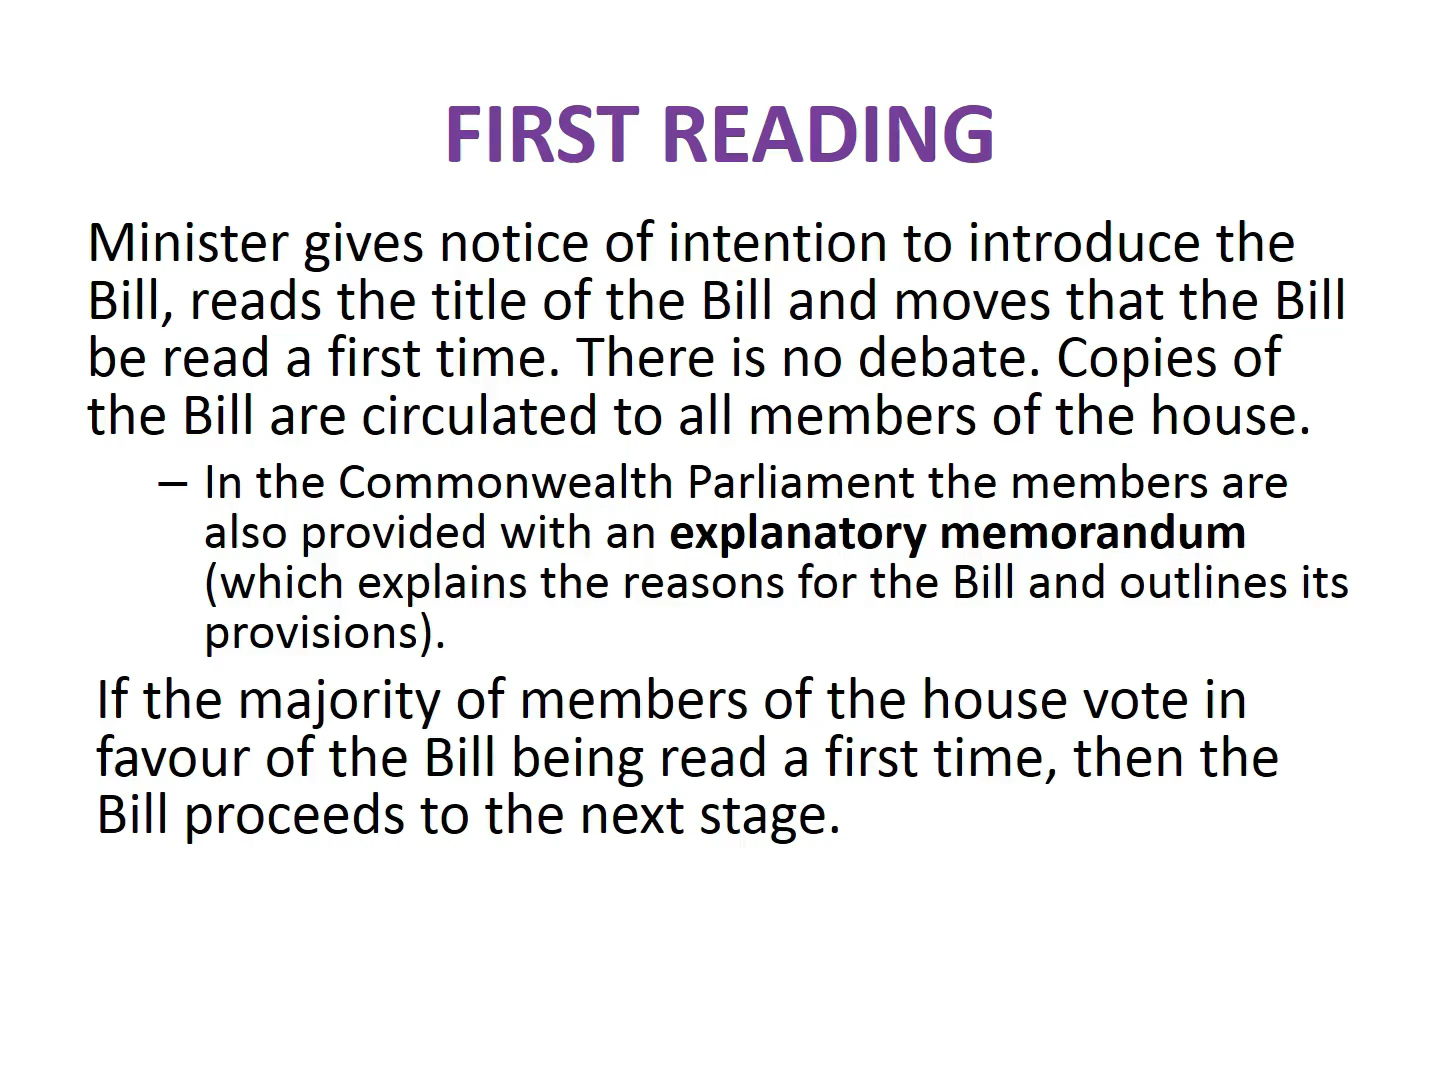 FIRST READING
Minister gives notice of intention to introduce the
Bill, reads the title of the Bill and moves that the Bill
be read a first time. There is no debate. Copies of
the Bill are circulated to all members of the house.
– In the Commonwealth Parliament the members are
also provided with an explanatory memorandum
(which explains the reasons for the Bill and outlines its
provisions).
If the majority of members of the house vote in
favour of the Bill being read a first time, then the
Bill proceeds to the next stage.